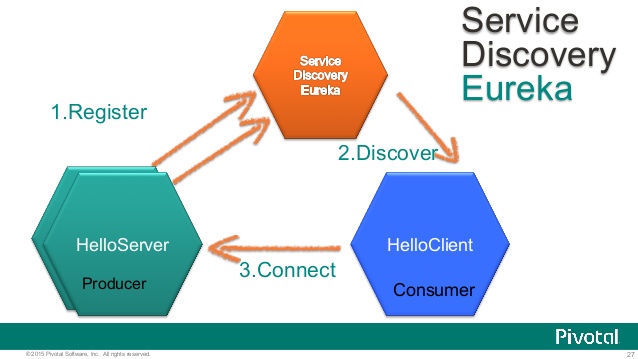 Service
Discovery
Eureka
Service
Discovery
Eureka
1.Register
2.Discover
HelloServer
Producer
HelloClient
Consumer
3.Connect
Pivotal
©2015 Pivotal Software, Inc. All rights reserved.
27